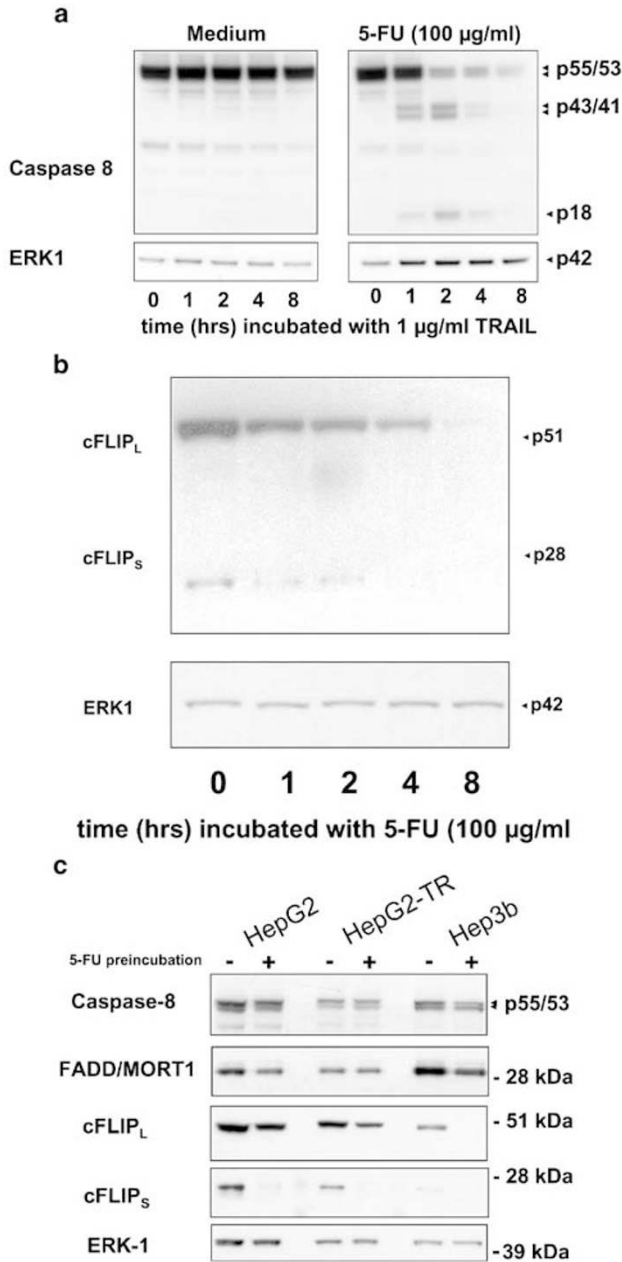 a
Medium 5-FU (100 µg/ml)
p55/53
p43/41
Caspase 8
p18
ERK1 p42
0 1 2 4 8 0 1 2 4 8
time (hrs) incubated with 1 µg/ml TRAIL
b
cFLIPL p51
cFLIPS p28
ERK1 p42
0 1 2 4 8
time (hrs) incubated with 5-FU (100 µg/ml
c
HepG2 HepG2-TR Hep3b
5-FU preincubation - + - + - +
Caspase-8 p55/53
FADD/MORT1 - 28 kDa
cFLIPL - 51 kDa
cFLIPS - 28 kDa
ERK-1 - 39 kDa